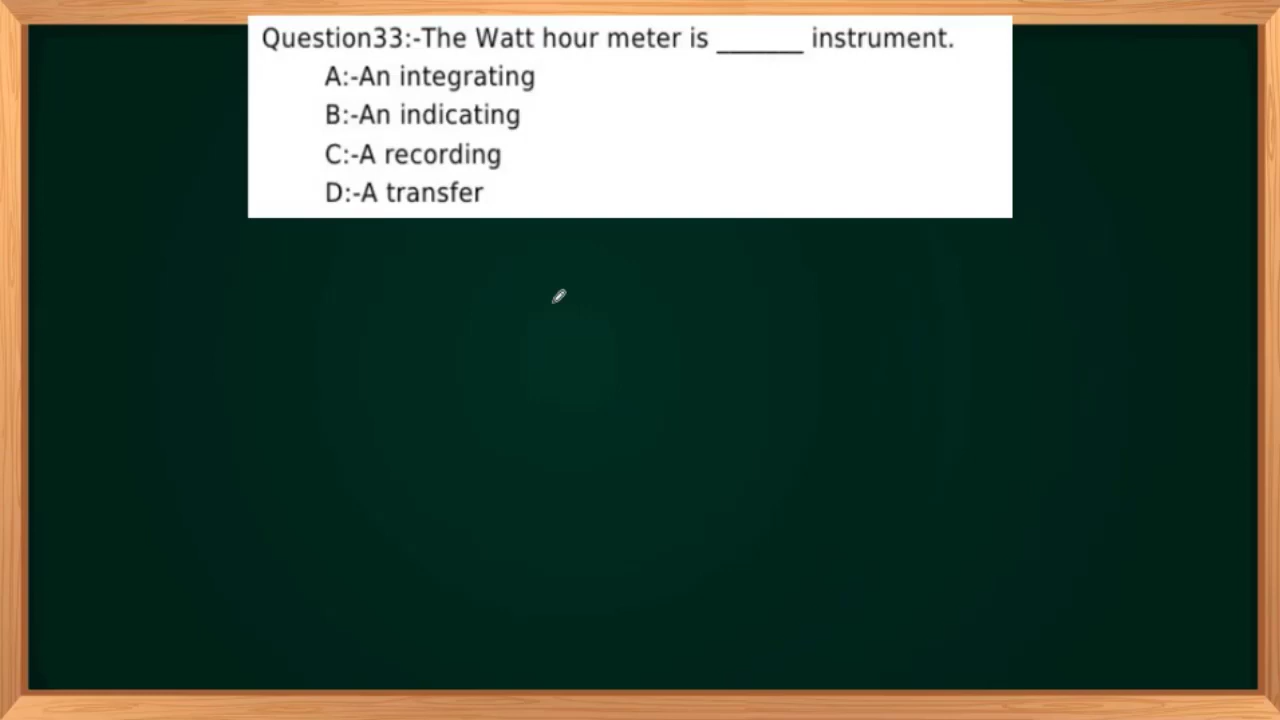 Question33:-The Watt hour meter is _______ instrument.
A:-An integrating
B:-An indicating
C:-A recording
D:-A transfer